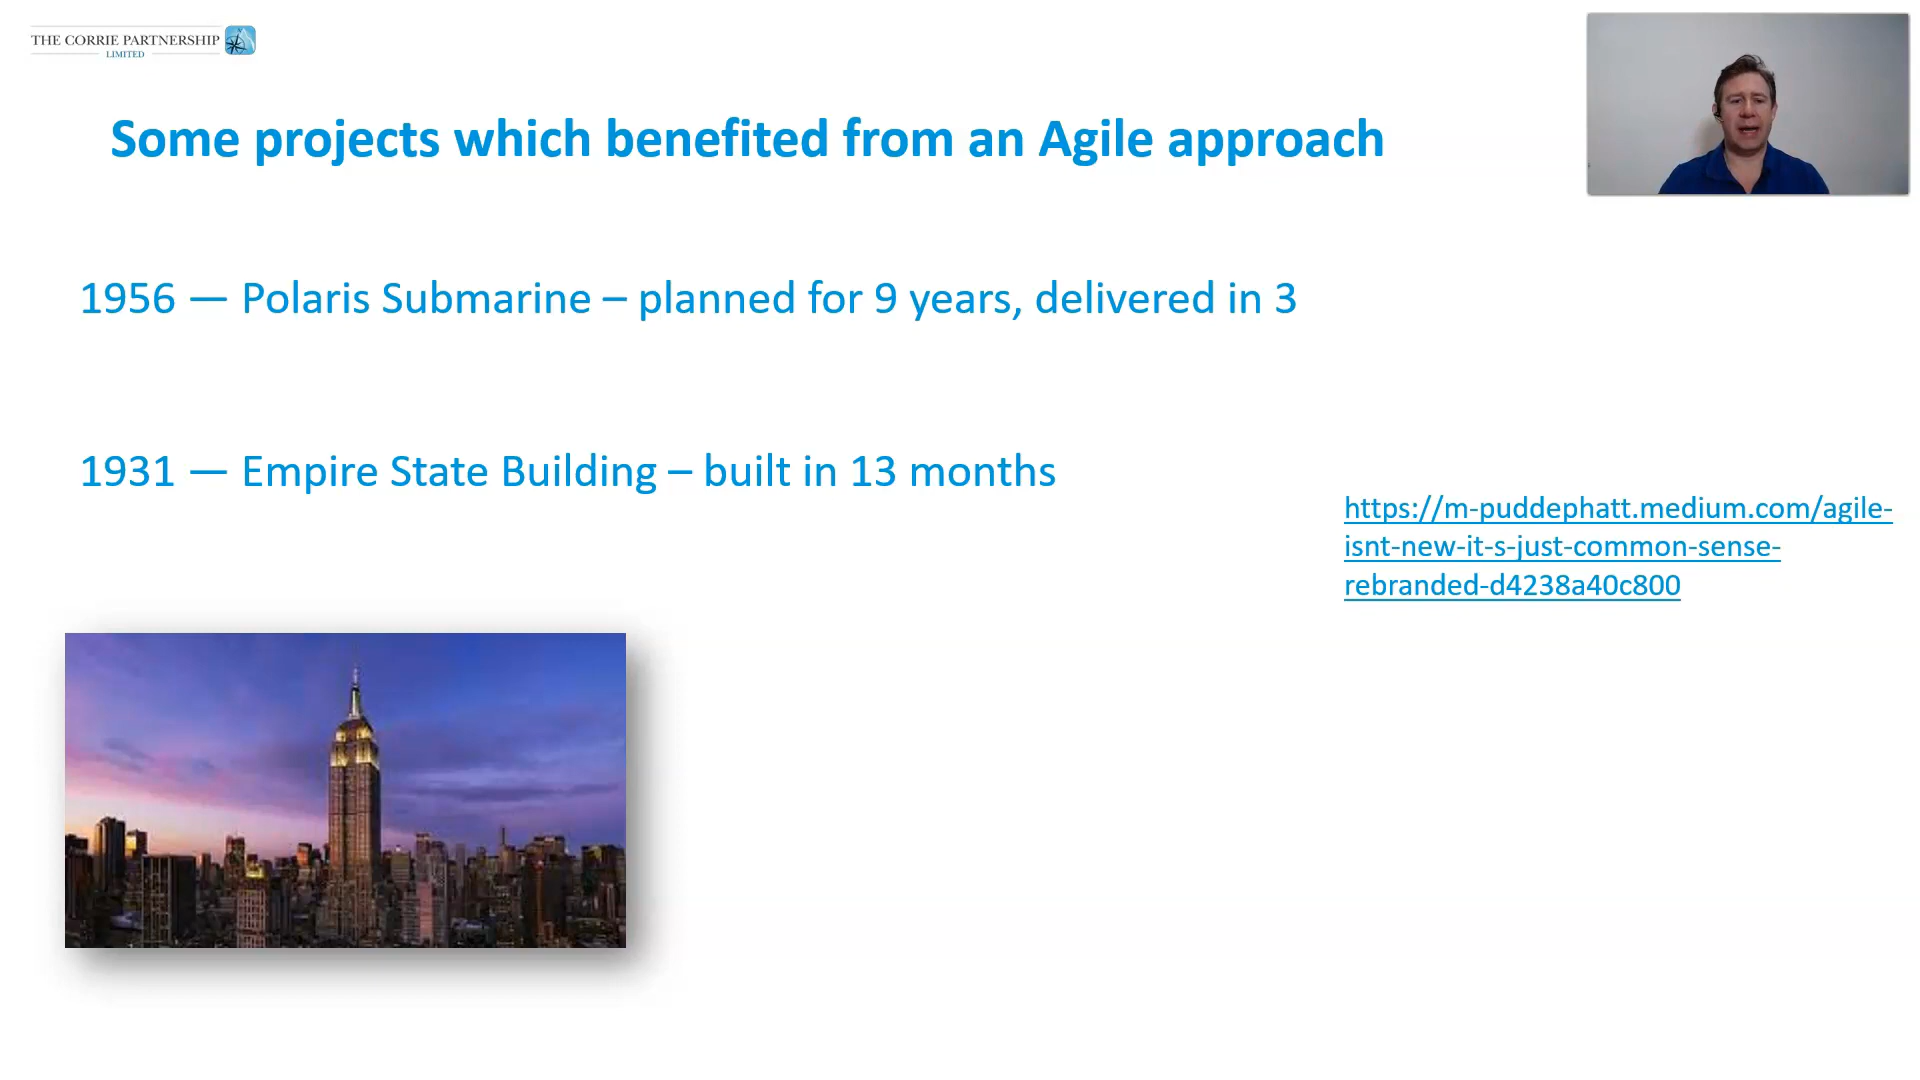 THE CORRIE PARTNERSHIP
LIMITED
Some projects which benefited from an Agile approach
1956 — Polaris Submarine – planned for 9 years, delivered in 3
1931 — Empire State Building – built in 13 months
https://m-puddephatt.medium.com/agile-
isnt-new-it-s-just-common-sense-
rebranded-d4238a40c800